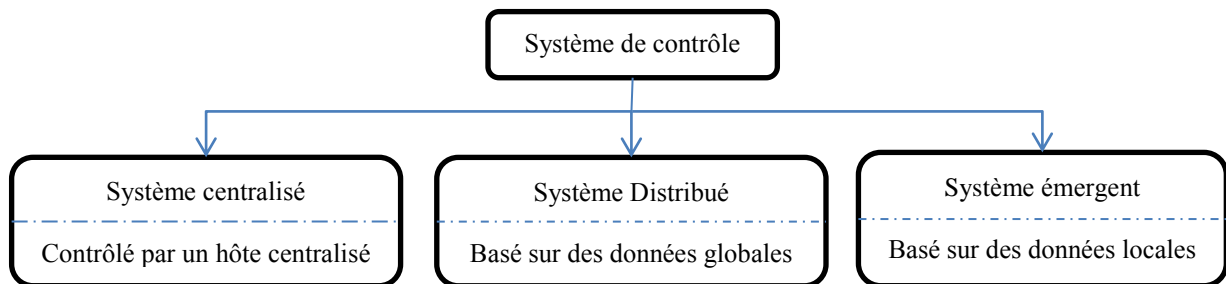 Système de contrôle
Système centralisé
Contrôlé par un hôte centralisé
Système Distribué
Basé sur des données globales
Système émergent
Basé sur des données locales